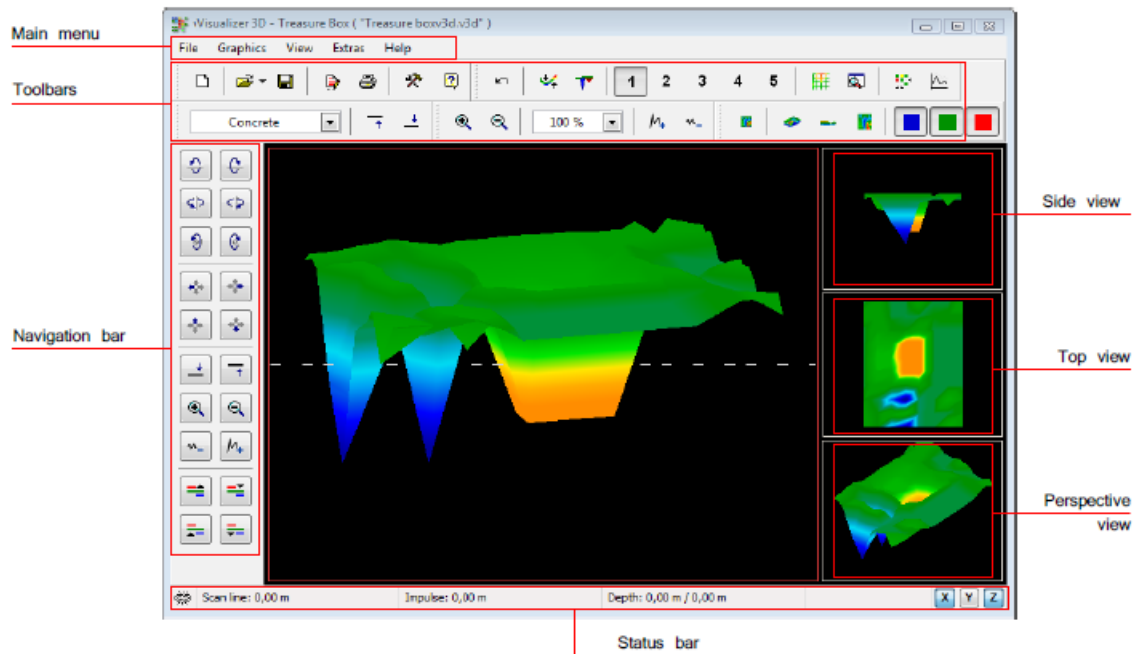 Visualizer 3D - Treasure Box ( "Treasure boxv3d.v3d" )
Main menu
File Graphics View Extras Help
Toolbars
1 2 3 4 5
Concrete
100 %
Side view
Navigation bar
Top view
Perspective
view
Scan line: 0,00 m Impulse: 0,00 m Depth: 0,00 m / 0,00 m X Y Z
Status bar